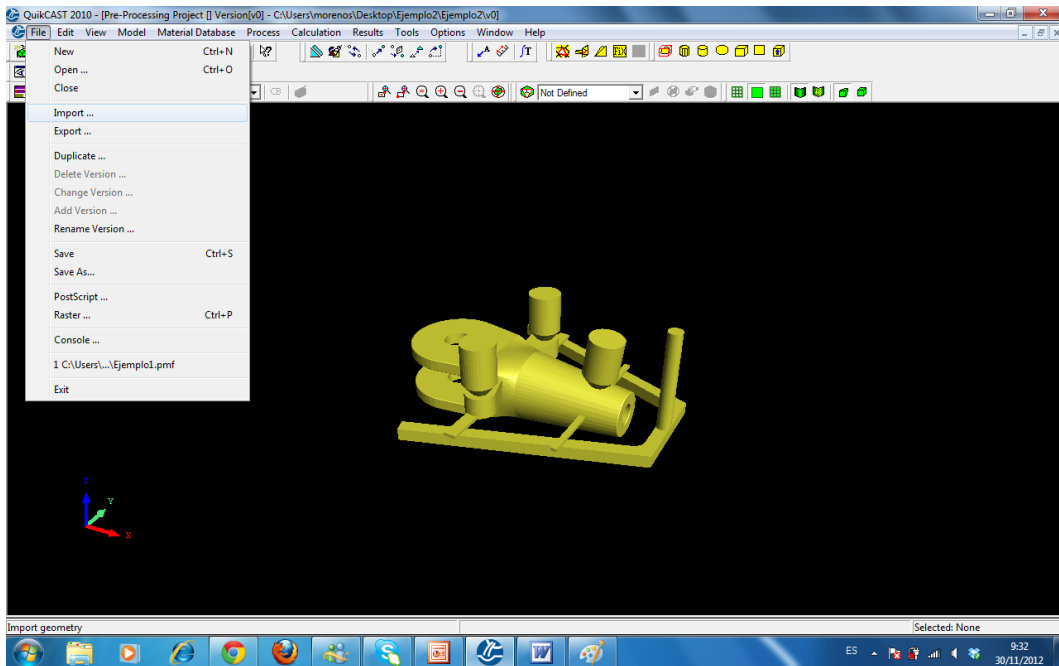 QuikCAST 2010 - [Pre-Processing Project [] Version[v0] - C:\Users\morenos\Desktop\Ejemplo2\Ejemplo2\v0]
File Edit View Model Material Database Process Calculation Results Tools Options Window Help
New Ctrl+N
Open ... Ctrl+O
Close
CB
Not Defined
FIX
Import ...
Export ...
Duplicate ...
Delete Version ...
Change Version ...
Add Version ...
Rename Version ...
Save Ctrl+S
Save As...
PostScript ...
Raster ... Ctrl+P
Console ...
1 C:\Users\...\Ejemplo1.pmf
Exit
Z
Y
X
Import geometry
Selected: None
ES
9:32
30/11/2012